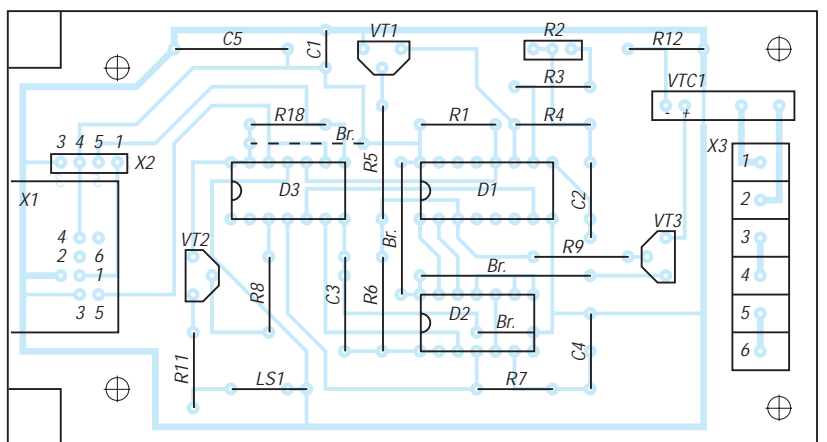 VT1
R2
C5
C1
R12
VTC1
R3
- +
R18
R1
R4
Br.
3 4 5 1
X2
X3
1
D3
R5
D1
C2
2
X1
VT3
4
VT2
Br.
3
2 6
R9
1
Br.
4
R8
C3
R6
3 5
D2
Br.
5
C4
6
R11
LS1
R7